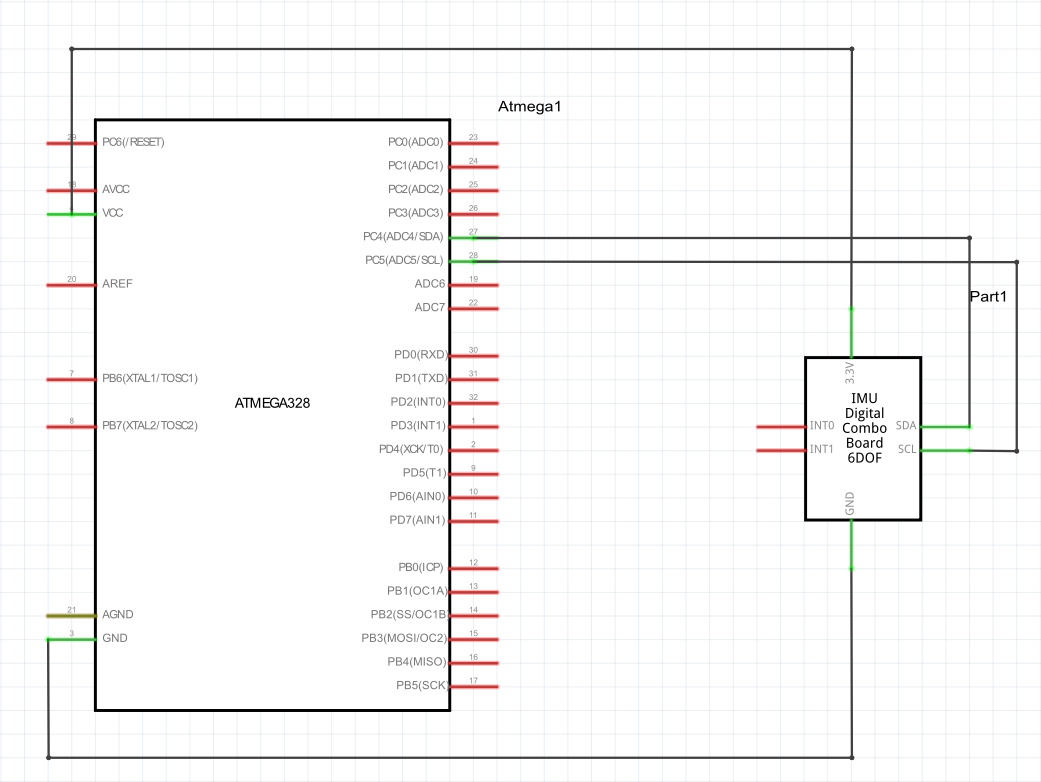 Atmega1
29
PC6(/RESET)
PC0(ADC0)
23
PC1(ADC1)
24
18
AVCC
PC2(ADC2)
25
VCC
PC3(ADC3)
26
PC4(ADC4/SDA)
27
PC5(ADC5/SCL)
28
20
AREF
ADC6
19
ADC7
22
Part1
PD0(RXD)
30
7
PB6(XTAL1/TOSC1)
PD1(TXD)
31
ATMEGA328
PD2(INT0)
32
8
PB7(XTAL2/TOSC2)
PD3(INT1)
1
PD4(XCK/T0)
2
PD5(T1)
9
PD6(AIN0)
10
PD7(AIN1)
11
3.3V
IMU
Digital
Combo
Board
6DOF
INT0
SDA
INT1
SCL
GND
PB0(ICP)
12
PB1(OC1A)
13
21
AGND
PB2(SS/OC1B
14
3
GND
PB3(MOSI/OC2)
15
PB4(MISO)
16
PB5(SCK)
17